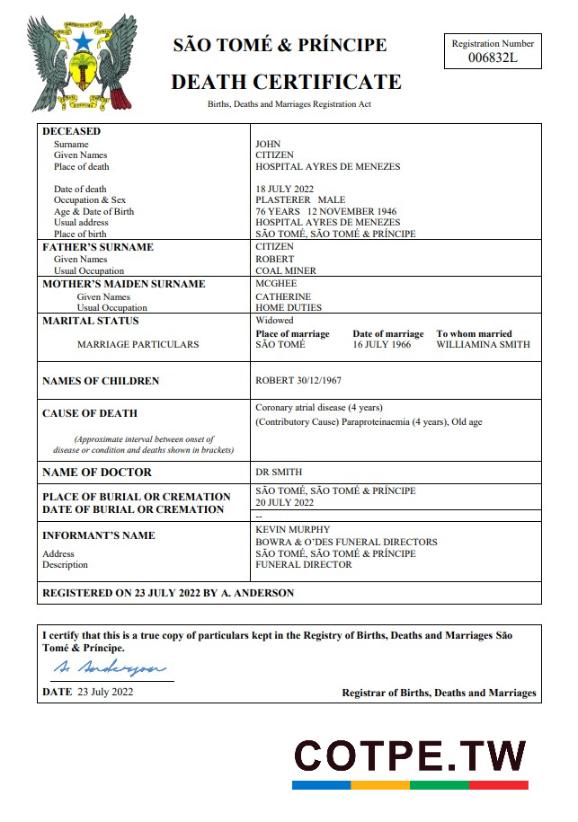 SÃO TOMÉ & PRÍNCIPE
DEATH CERTIFICATE
Births, Deaths and Marriages Registration Act
Registration Number
006832L
DECEASED
Surname JOHN
Given Names CITIZEN
Place of death HOSPITAL AYRES DE MENEZES
Date of death 18 JULY 2022
Occupation & Sex PLASTERER MALE
Age & Date of Birth 76 YEARS 12 NOVEMBER 1946
Usual address HOSPITAL AYRES DE MENEZES
Place of birth SÃO TOMÉ, SÃO TOMÉ & PRÍNCIPE
FATHER'S SURNAME CITIZEN
Given Names ROBERT
Usual Occupation COAL MINER
MOTHER'S MAIDEN SURNAME MCGHEE
Given Names CATHERINE
Usual Occupation HOME DUTIES
MARITAL STATUS Widowed
Place of marriage Date of marriage To whom married
MARRIAGE PARTICULARS SÃO TOMÉ 16 JULY 1966 WILLIAMINA SMITH
NAMES OF CHILDREN ROBERT 30/12/1967
CAUSE OF DEATH Coronary atrial disease (4 years)
(Contributory Cause) Paraproteinaemia (4 years), Old age
(Approximate interval between onset of
disease or condition and deaths shown in brackets)
NAME OF DOCTOR DR SMITH
PLACE OF BURIAL OR CREMATION SÃO TOMÉ, SÃO TOMÉ & PRÍNCIPE
DATE OF BURIAL OR CREMATION 20 JULY 2022
--
INFORMANT'S NAME KEVIN MURPHY
BOWRA & O'DES FUNERAL DIRECTORS
Address SÃO TOMÉ, SÃO TOMÉ & PRÍNCIPE
Description FUNERAL DIRECTOR
REGISTERED ON 23 JULY 2022 BY A. ANDERSON
I certify that this is a true copy of particulars kept in the Registry of Births, Deaths and Marriages São
Tomé & Príncipe.
A. Anderson
DATE 23 July 2022 Registrar of Births, Deaths and Marriages
COTPE.TW